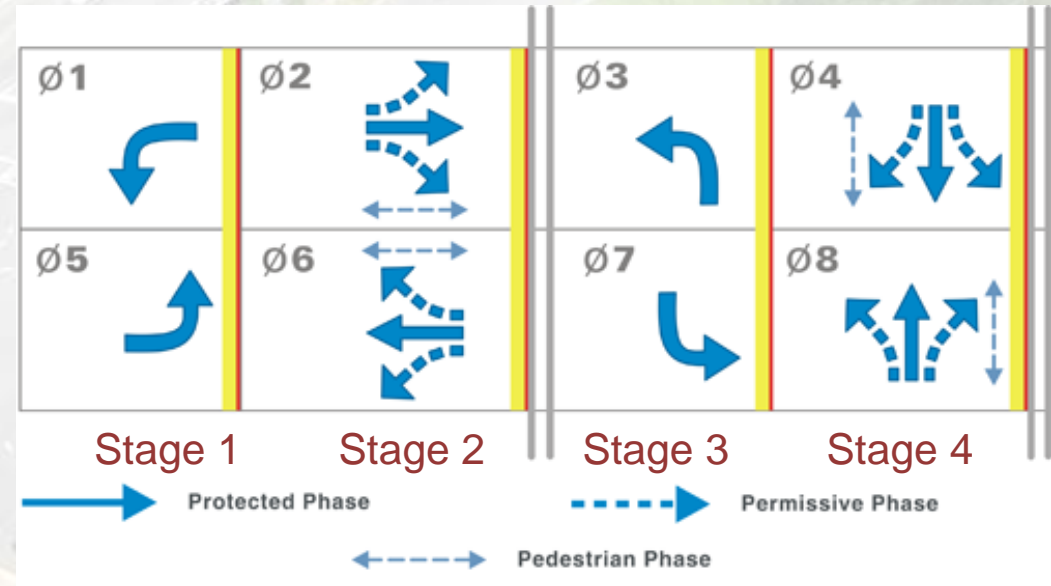 Ø1 Ø2 Ø3 Ø4
Ø5 Ø6 Ø7 Ø8
Stage 1 Stage 2 Stage 3 Stage 4
Protected Phase Permissive Phase
Pedestrian Phase